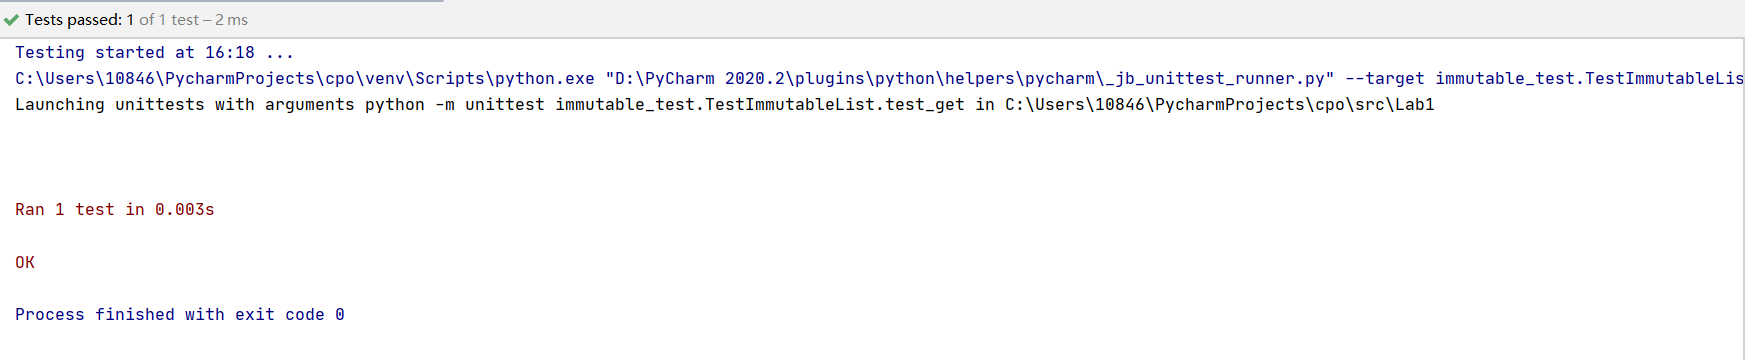 Tests passed: 1 of 1 test – 2 ms
Testing started at 16:18 ...
C:\Users\10846\PycharmProjects\cpo\venv\Scripts\python.exe "D:\PyCharm 2020.2\plugins\python\helpers\pycharm\_jb_unittest_runner.py" --target immutable_test.TestImmutableLis
Launching unittests with arguments python -m unittest immutable_test.TestImmutableList.test_get in C:\Users\10846\PycharmProjects\cpo\src\Lab1
Ran 1 test in 0.003s
OK
Process finished with exit code 0